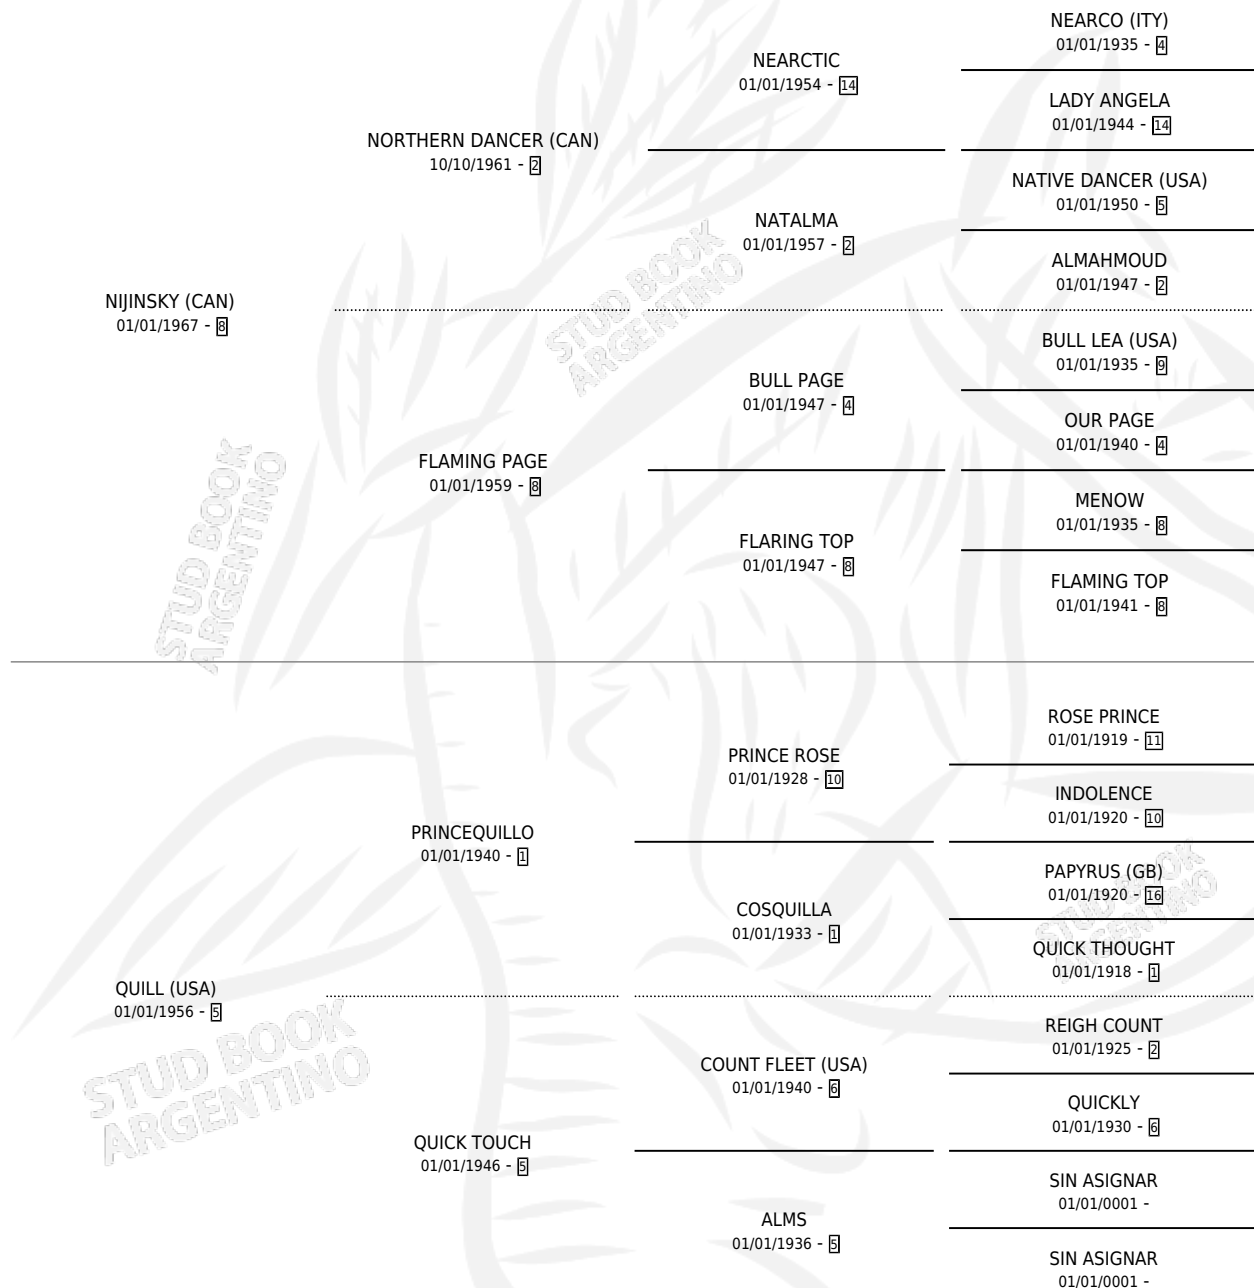 NEARCO (ITY)
01/01/1935 - 4
NEARCTIC
01/01/1954 - 14
LADY ANGELA
01/01/1944 - 14
NORTHERN DANCER (CAN)
10/10/1961 - 2
NATIVE DANCER (USA)
01/01/1950 - 5
NATALMA
01/01/1957 - 2
ALMAHMOUD
01/01/1947 - 2
NIJINSKY (CAN)
01/01/1967 - 8
STUD BOOK
ARGENTINO
BULL LEA (USA)
01/01/1935 - 9
BULL PAGE
01/01/1947 - 4
OUR PAGE
01/01/1940 - 4
FLAMING PAGE
01/01/1959 - 8
MENOW
01/01/1935 - 8
FLARING TOP
01/01/1947 - 8
FLAMING TOP
01/01/1941 - 8
STUD BOOK
ARGENTINO
ROSE PRINCE
01/01/1919 - 11
PRINCE ROSE
01/01/1928 - 10
INDOLENCE
01/01/1920 - 10
PRINCEQUILLO
01/01/1940 - 1
PAPYRUS (GB)
01/01/1920 - 16
COSQUILLA
01/01/1933 - 1
QUICK THOUGHT
01/01/1918 - 1
STUD BOOK
ARGENTINO
QUILL (USA)
01/01/1956 - 5
REIGH COUNT
01/01/1925 - 2
COUNT FLEET (USA)
01/01/1940 - 6
QUICKLY
01/01/1930 - 6
STUD BOOK
ARGENTINO
QUICK TOUCH
01/01/1946 - 5
SIN ASIGNAR
01/01/0001 -
ALMS
01/01/1936 - 5
SIN ASIGNAR
01/01/0001 -